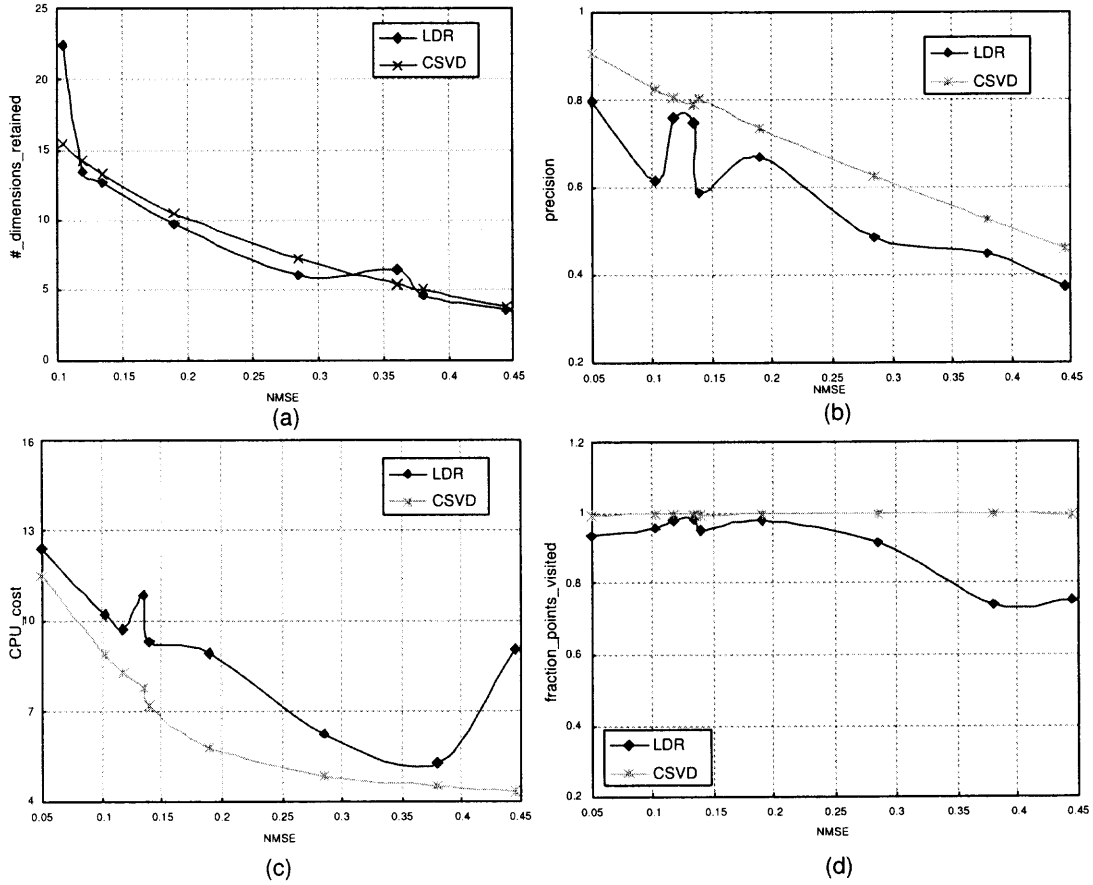 25
20
15
10
5
0
#_dimensions_retained
LDR
CSVD
0.1
0.15
0.2
0.25
0.3
0.35
0.4
0.45
NMSE
(a)
precision
1
0.8
0.6
0.4
0.2
LDR
CSVD
0.05
0.1
0.15
0.2
0.25
0.3
0.35
0.4
0.45
NMSE
(b)
16
13
10
7
4
CPU_cost
LDR
CSVD
0.05
0.1
0.15
0.2
0.25
0.3
0.35
0.4
0.45
NMSE
(c)
1.2
1
0.8
0.6
0.4
0.2
fraction_points_visited
LDR
CSVD
0.05
0.1
0.15
0.2
0.25
0.3
0.35
0.4
0.45
NMSE
(d)